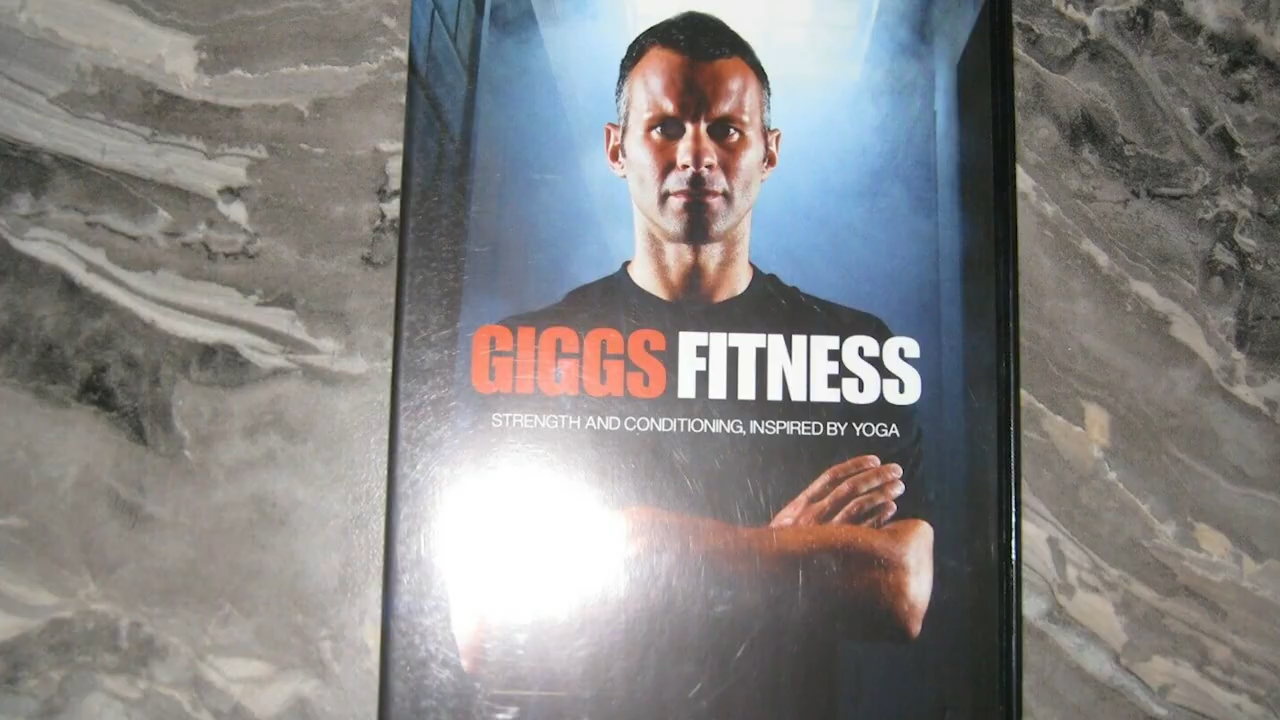 GIGGS FITNESS
STRENGTH AND CONDITIONING, INSPIRED BY YOGA